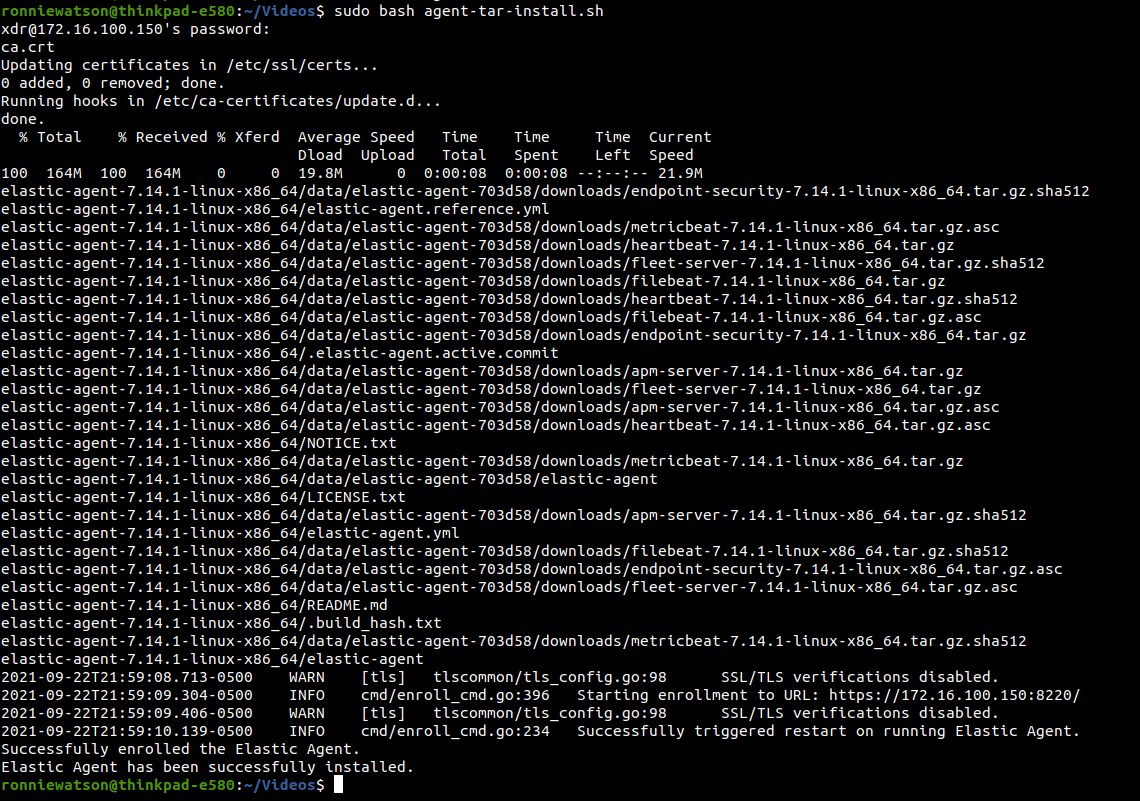 ronniewatson@thinkpad-e580:~/Videos$ sudo bash agent-tar-install.sh
xdr@172.16.100.150's password:
ca.crt
Updating certificates in /etc/ssl/certs...
0 added, 0 removed; done.
Running hooks in /etc/ca-certificates/update.d...
done.
  % Total    % Received % Xferd  Average Speed   Time    Time     Time  Current
                                 Dload  Upload   Total   Spent    Left  Speed
100  164M  100  164M    0     0  19.8M      0  0:00:08  0:00:08 --:--:-- 21.9M
elastic-agent-7.14.1-linux-x86_64/data/elastic-agent-703d58/downloads/endpoint-security-7.14.1-linux-x86_64.tar.gz.sha512
elastic-agent-7.14.1-linux-x86_64/elastic-agent.reference.yml
elastic-agent-7.14.1-linux-x86_64/data/elastic-agent-703d58/downloads/metricbeat-7.14.1-linux-x86_64.tar.gz.asc
elastic-agent-7.14.1-linux-x86_64/data/elastic-agent-703d58/downloads/heartbeat-7.14.1-linux-x86_64.tar.gz
elastic-agent-7.14.1-linux-x86_64/data/elastic-agent-703d58/downloads/fleet-server-7.14.1-linux-x86_64.tar.gz.sha512
elastic-agent-7.14.1-linux-x86_64/data/elastic-agent-703d58/downloads/filebeat-7.14.1-linux-x86_64.tar.gz
elastic-agent-7.14.1-linux-x86_64/data/elastic-agent-703d58/downloads/heartbeat-7.14.1-linux-x86_64.tar.gz.sha512
elastic-agent-7.14.1-linux-x86_64/data/elastic-agent-703d58/downloads/filebeat-7.14.1-linux-x86_64.tar.gz.asc
elastic-agent-7.14.1-linux-x86_64/data/elastic-agent-703d58/downloads/endpoint-security-7.14.1-linux-x86_64.tar.gz
elastic-agent-7.14.1-linux-x86_64/.elastic-agent.active.commit
elastic-agent-7.14.1-linux-x86_64/data/elastic-agent-703d58/downloads/apm-server-7.14.1-linux-x86_64.tar.gz
elastic-agent-7.14.1-linux-x86_64/data/elastic-agent-703d58/downloads/fleet-server-7.14.1-linux-x86_64.tar.gz
elastic-agent-7.14.1-linux-x86_64/data/elastic-agent-703d58/downloads/apm-server-7.14.1-linux-x86_64.tar.gz.asc
elastic-agent-7.14.1-linux-x86_64/data/elastic-agent-703d58/downloads/heartbeat-7.14.1-linux-x86_64.tar.gz.asc
elastic-agent-7.14.1-linux-x86_64/NOTICE.txt
elastic-agent-7.14.1-linux-x86_64/data/elastic-agent-703d58/downloads/metricbeat-7.14.1-linux-x86_64.tar.gz
elastic-agent-7.14.1-linux-x86_64/data/elastic-agent-703d58/elastic-agent
elastic-agent-7.14.1-linux-x86_64/LICENSE.txt
elastic-agent-7.14.1-linux-x86_64/data/elastic-agent-703d58/downloads/apm-server-7.14.1-linux-x86_64.tar.gz.sha512
elastic-agent-7.14.1-linux-x86_64/elastic-agent.yml
elastic-agent-7.14.1-linux-x86_64/data/elastic-agent-703d58/downloads/filebeat-7.14.1-linux-x86_64.tar.gz.sha512
elastic-agent-7.14.1-linux-x86_64/data/elastic-agent-703d58/downloads/endpoint-security-7.14.1-linux-x86_64.tar.gz.asc
elastic-agent-7.14.1-linux-x86_64/data/elastic-agent-703d58/downloads/fleet-server-7.14.1-linux-x86_64.tar.gz.asc
elastic-agent-7.14.1-linux-x86_64/README.md
elastic-agent-7.14.1-linux-x86_64/.build_hash.txt
elastic-agent-7.14.1-linux-x86_64/data/elastic-agent-703d58/downloads/metricbeat-7.14.1-linux-x86_64.tar.gz.sha512
elastic-agent-7.14.1-linux-x86_64/elastic-agent
2021-09-22T21:59:08.713-0500    WARN    [tls]   tlscommon/tls_config.go:98      SSL/TLS verifications disabled.
2021-09-22T21:59:09.304-0500    INFO    cmd/enroll_cmd.go:396   Starting enrollment to URL: https://172.16.100.150:8220/
2021-09-22T21:59:09.406-0500    WARN    [tls]   tlscommon/tls_config.go:98      SSL/TLS verifications disabled.
2021-09-22T21:59:10.139-0500    INFO    cmd/enroll_cmd.go:234   Successfully triggered restart on running Elastic Agent.
Successfully enrolled the Elastic Agent.
Elastic Agent has been successfully installed.
ronniewatson@thinkpad-e580:~/Videos$